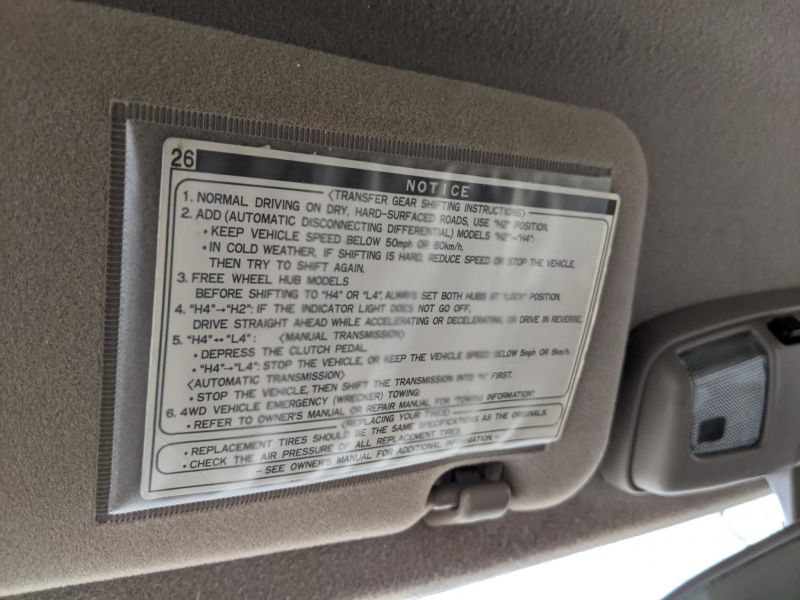 26
NOTICE
<TRANSFER GEAR SHIFTING INSTRUCTIONS>
1. NORMAL DRIVING ON DRY, HARD-SURFACED ROADS, USE "H2" POSITION.
2. ADD (AUTOMATIC DISCONNECTING DIFFERENTIAL) MODELS "H2"→"H4":
• KEEP VEHICLE SPEED BELOW 50mph OR 80km/h.
• IN COLD WEATHER, IF SHIFTING IS HARD, REDUCE SPEED OR STOP THE VEHICLE,
THEN TRY TO SHIFT AGAIN.
3. FREE WHEEL HUB MODELS
BEFORE SHIFTING TO "H4" OR "L4", ALWAYS SET BOTH HUBS AT "LOCK" POSITION.
4. "H4"→"H2": IF THE INDICATOR LIGHT DOES NOT GO OFF,
DRIVE STRAIGHT AHEAD WHILE ACCELERATING OR DECELERATING, OR DRIVE IN REVERSE.
5. "H4"↔"L4": <MANUAL TRANSMISSION>
• DEPRESS THE CLUTCH PEDAL.
• "H4"→"L4": STOP THE VEHICLE, OR KEEP THE VEHICLE SPEED BELOW 5mph OR 8km/h.
<AUTOMATIC TRANSMISSION>
• STOP THE VEHICLE, THEN SHIFT THE TRANSMISSION INTO "N" FIRST.
6. 4WD VEHICLE EMERGENCY (WRECKER) TOWING:
• REFER TO OWNER'S MANUAL OR REPAIR MANUAL FOR "TOWING INFORMATION"
<REPLACING YOUR TIRES>
• REPLACEMENT TIRES SHOULD BE THE SAME SPECIFICATIONS AS THE ORIGINALS.
• CHECK THE AIR PRESSURE OF ALL REPLACEMENT TIRES.
– SEE OWNER'S MANUAL FOR ADDITIONAL INFORMATION. –